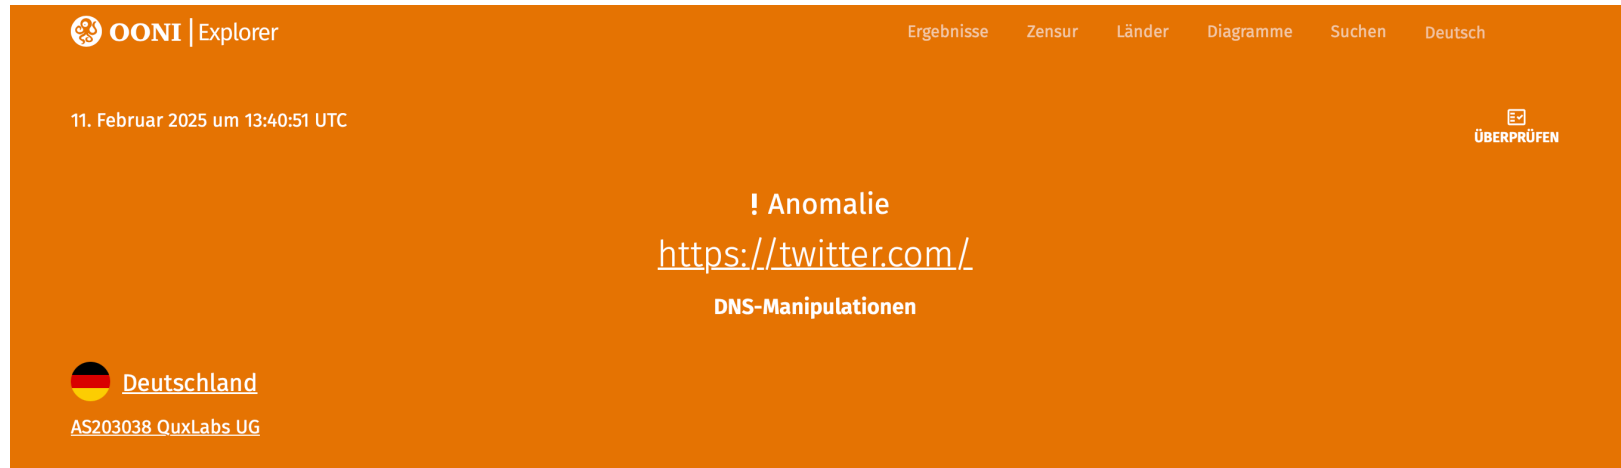 OONI Explorer
Ergebnisse Zensur Länder Diagramme Suchen Deutsch
11. Februar 2025 um 13:40:51 UTC
ÜBERPRÜFEN
! Anomalie
https://twitter.com/
DNS-Manipulationen
Deutschland
AS203038 QuxLabs UG